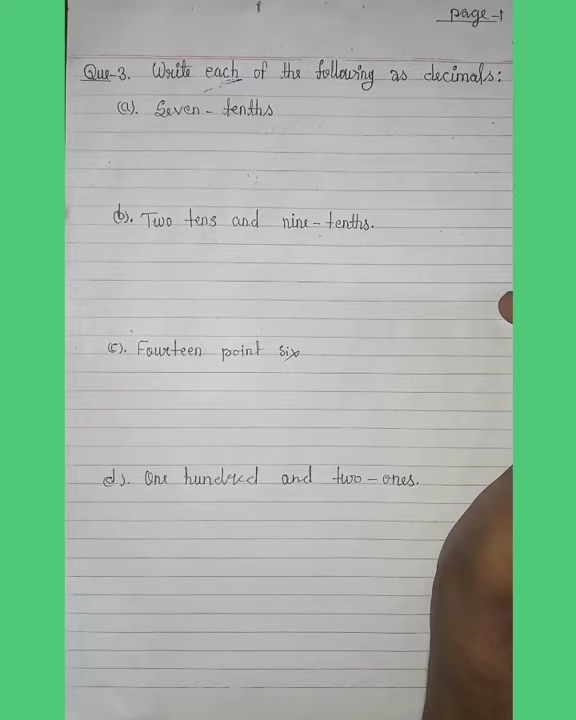 page-1
Que-3. Write each of the following as decimals:
(a). Seven-tenths
(b). Two tens and nine-tenths.
(c). Fourteen point six
d). One hundred and two-ones.